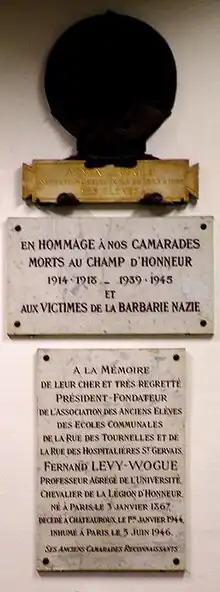 EN HOMMAGE À NOS CAMARADES
MORTS AU CHAMP D'HONNEUR
1914-1918 _ 1939-1945
ET
AUX VICTIMES DE LA BARBARIE NAZIE
A LA MÉMOIRE
DE LEUR CHER ET TRÈS REGRETTÉ
PRÉSIDENT-FONDATEUR
DE L'ASSOCIATION DES ANCIENS ELÈVES
DES ECOLES COMMUNALES
DE LA RUE DES TOURNELLES ET DE
LA RUE DES HOSPITALIÈRES ST GERVAIS,
FERNAND LEVY-WOGUE
PROFESSEUR AGRÉGÉ DE L'UNIVERSITÉ,
CHEVALIER DE LA LÉGION D'HONNEUR,
NÉ À PARIS LE 3 JANVIER 1867,
DÉCÉDÉ À CHATEAUROUX, LE 1ER JANVIER 1944,
INHUMÉ À PARIS LE 5 JUIN 1946.
SES ANCIENS CAMARADES RECONNAISSANTS